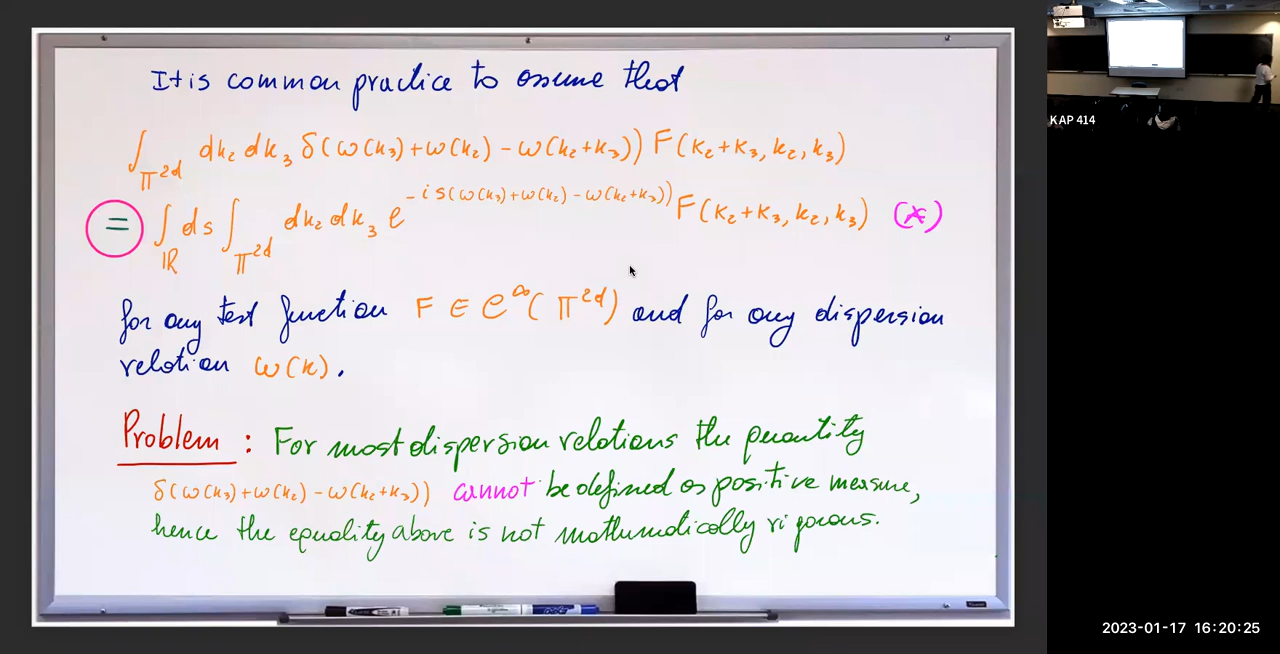 It is common practice to assume that
∫_{𝕋^{2d}} dk₂ dk₃ δ(ω(k₃)+ω(k₂)-ω(k₂+k₃)) F(k₂+k₃, k₂, k₃)
= ∫_ℝ ds ∫_{𝕋^{2d}} dk₂ dk₃ e^{-is(ω(k₃)+ω(k₂)-ω(k₂+k₃))} F(k₂+k₃, k₂, k₃) (*)
for any test function F ∈ C^∞(𝕋^{2d}) and for any dispersion
relation ω(k).
Problem : For most dispersion relations the quantity
δ(ω(k₃)+ω(k₂)-ω(k₂+k₃)) cannot be defined as positive measure,
hence the equality above is not mathematically rigorous.
KAP 414
2023-01-17 16:20:25